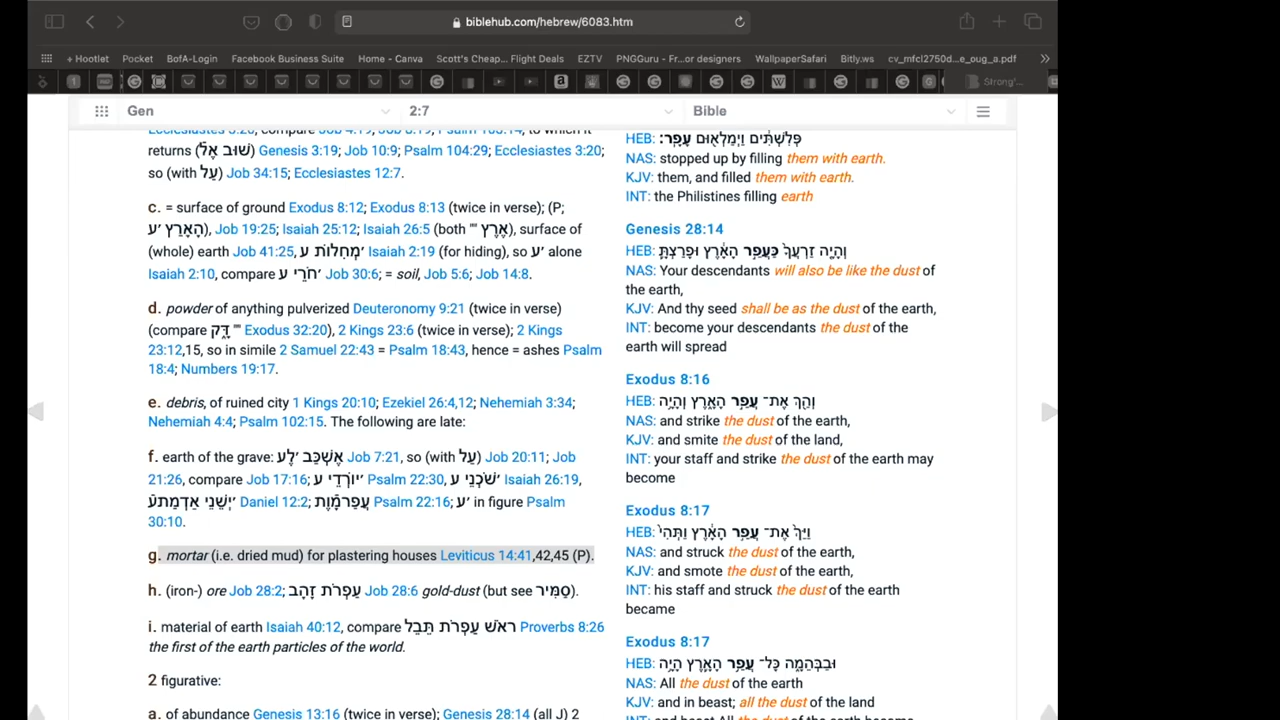 biblehub.com/hebrew/6083.htm
+ Hootlet Pocket BofA-Login Facebook Business Suite Home - Canva Scott's Cheap... Flight Deals EZTV PNGGuru - F...or designers WallpaperSafari Bitly.ws cv_mfcl2750d...e_oug_a.pdf
Strong'...
Gen 2:7 Bible
returns (שׁוּב אֶל) Genesis 3:19; Job 10:9; Psalm 104:29; Ecclesiastes 3:20;
so (with עַל) Job 34:15; Ecclesiastes 12:7.
c. = surface of ground Exodus 8:12; Exodus 8:13 (twice in verse); (P;
הָאָרֶץ ׳ע), Job 19:25; Isaiah 25:12; Isaiah 26:5 (both "" אֶרֶץ), surface of
(whole) earth Job 41:25, מְחִלּוֺת ע׳ Isaiah 2:19 (for hiding), so ׳ע alone
Isaiah 2:10, compare חֹרֵי ע׳ Job 30:6; = soil, Job 5:6; Job 14:8.
d. powder of anything pulverized Deuteronomy 9:21 (twice in verse)
(compare דַּק "" Exodus 32:20), 2 Kings 23:6 (twice in verse); 2 Kings
23:12,15, so in simile 2 Samuel 22:43 = Psalm 18:43, hence = ashes Psalm
18:4; Numbers 19:17.
e. debris, of ruined city 1 Kings 20:10; Ezekiel 26:4,12; Nehemiah 3:34;
Nehemiah 4:4; Psalm 102:15. The following are late:
f. earth of the grave: אֶשְׁכַּב ׳לֶע Job 7:21, so (with עַל) Job 20:11; Job
21:26, compare Job 17:16; יוֺרְדֵי ע׳ Psalm 22:30, שֹׁכְנֵי ע׳ Isaiah 26:19,
יְשֵׁנֵי אַדְמַתעֿ׳ Daniel 12:2; עֲפַרמָֿוֶת Psalm 22:16; ׳ע in figure Psalm
30:10.
g. mortar (i.e. dried mud) for plastering houses Leviticus 14:41,42,45 (P).
h. (iron-) ore Job 28:2; עַפְרֹת זָהָב Job 28:6 gold-dust (but see סַמִּיר).
i. material of earth Isaiah 40:12, compare רֹאשׁ עַפְרֹת תֵּבֵל Proverbs 8:26
the first of the earth particles of the world.
2 figurative:
a. of abundance Genesis 13:16 (twice in verse); Genesis 28:14 (all J) 2
HEB: פְּלִשְׁתִּ֔ים וַיְמַלְא֖וּם עָפָֽר׃
NAS: stopped up by filling them with earth.
KJV: them, and filled them with earth.
INT: the Philistines filling earth
Genesis 28:14
HEB: וְהָיָ֤ה זַרְעֲךָ֙ כַּעֲפַ֣ר הָאָ֔רֶץ וּפָרַצְתָּ֛
NAS: Your descendants will also be like the dust of
the earth,
KJV: And thy seed shall be as the dust of the earth,
INT: become your descendants the dust of the
earth will spread
Exodus 8:16
HEB: וְהַ֖ךְ אֶת־ עֲפַ֣ר הָאָ֑רֶץ וְהָיָ֥ה
NAS: and strike the dust of the earth,
KJV: and smite the dust of the land,
INT: your staff and strike the dust of the earth may
become
Exodus 8:17
HEB: וַיַּךְ֙ אֶת־ עֲפַ֣ר הָאָ֔רֶץ וַתְּהִי֙
NAS: and struck the dust of the earth,
KJV: and smote the dust of the earth,
INT: his staff and struck the dust of the earth
became
Exodus 8:17
HEB: וּבַבְּהֵמָ֑ה כָּל־ עֲפַ֥ר הָאָ֛רֶץ הָיָ֥ה
NAS: All the dust of the earth
KJV: and in beast; all the dust of the land